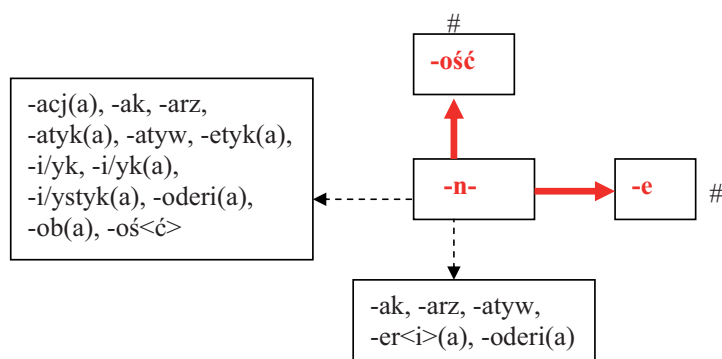 #
-ość
-acj(a), -ak, -arz,
-atyk(a), -atyw, -etyk(a),
-i/yk, -i/yk(a),
-i/ystyk(a), -oderi(a),
-ob(a), -oś<ć>
-n-
-e
#
-ak, -arz, -atyw,
-er<i>(a), -oderi(a)